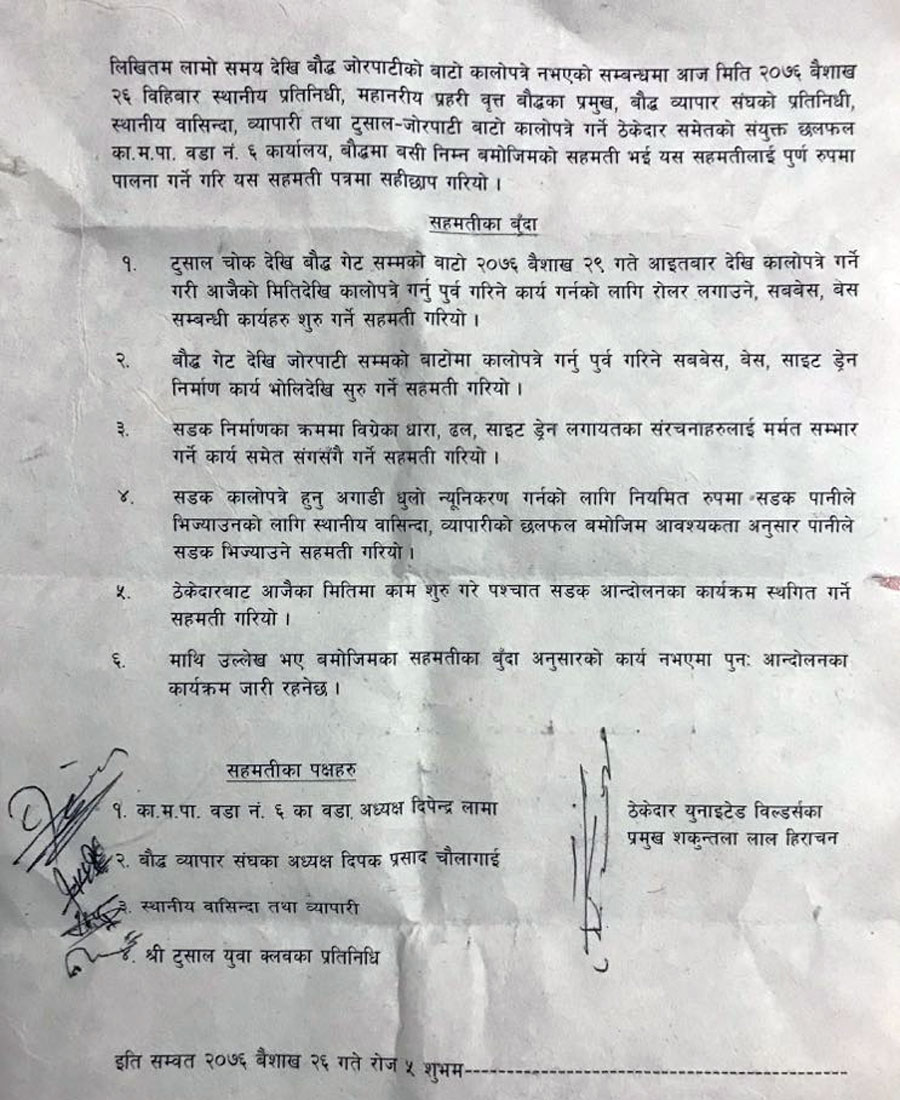 लिखितम लामो समय देखि बौद्ध जोरपाटीको बाटो कालोपत्रे नभएको सम्बन्धमा आज मिति २०७६ बैशाख
२६ विहिबार स्थानीय प्रतिनिधी, महानरीय प्रहरी वृत्त बौद्धका प्रमुख, बौद्ध व्यापार संघको प्रतिनिधी,
स्थानीय वासिन्दा, व्यापारी तथा टुसाल-जोरपाटी बाटो कालोपत्रे गर्ने ठेकेदार समेतको संयुक्त छलफल
का.म.पा. वडा नं. ६ कार्यालय, बौद्धमा बसी निम्न बमोजिमको सहमती भई यस सहमतीलाई पुर्ण रुपमा
पालना गर्ने गरि यस सहमती पत्रमा सहीछाप गरियो ।
सहमतीका बुँदा
१. टुसाल चोक देखि बौद्ध गेट सम्मको बाटो २०७६ बैशाख २९ गते आइतबार देखि कालोपत्रे गर्ने
गरी आजैको मितिदेखि कालोपत्रे गर्नु पुर्व गरिने कार्य गर्नको लागि रोलर लगाउने, सबबेस, बेस
सम्बन्धी कार्यहरु शुरु गर्ने सहमती गरियो ।
२. बौद्ध गेट देखि जोरपाटी सम्मको बाटोमा कालोपत्रे गर्नु पुर्व गरिने सबबेस, बेस, साइट ड्रेन
निर्माण कार्य भोलिदेखि सुरु गर्ने सहमती गरियो ।
३. सडक निर्माणका क्रममा विग्रेका धारा, ढल, साइट ड्रेन लगायतका संरचनाहरुलाई मर्मत सम्भार
गर्ने कार्य समेत संगसंगै गर्ने सहमती गरियो ।
४. सडक कालोपत्रे हुनु अगाडी धुलो न्यूनिकरण गर्नको लागि नियमित रुपमा सडक पानीले
भिज्याउनको लागि स्थानीय वासिन्दा, व्यापारीको छलफल बमोजिम आवश्यकता अनुसार पानीले
सडक भिज्याउने सहमती गरियो ।
५. ठेकेदारबाट आजैका मितिमा काम शुरु गरे पश्चात सडक आन्दोलनका कार्यक्रम स्थगित गर्ने
सहमती गरियो ।
६. माथि उल्लेख भए बमोजिमका सहमतीका बुँदा अनुसारको कार्य नभएमा पुनः आन्दोलनका
कार्यक्रम जारी रहनेछ ।
सहमतीका पक्षहरु
१. का.म.पा. वडा नं. ६ का वडा अध्यक्ष दिपेन्द्र लामा
२. बौद्ध व्यापार संघका अध्यक्ष दिपक प्रसाद चौलागाई
३. स्थानीय वासिन्दा तथा व्यापारी
४. श्री टुसाल युवा क्लवका प्रतिनिधि
ठेकेदार युनाइटेड विल्डर्सका
प्रमुख शकुन्तला लाल हिराचन
इति सम्वत २०७६ बैशाख २६ गते रोज ५ शुभम---------------------------------------------